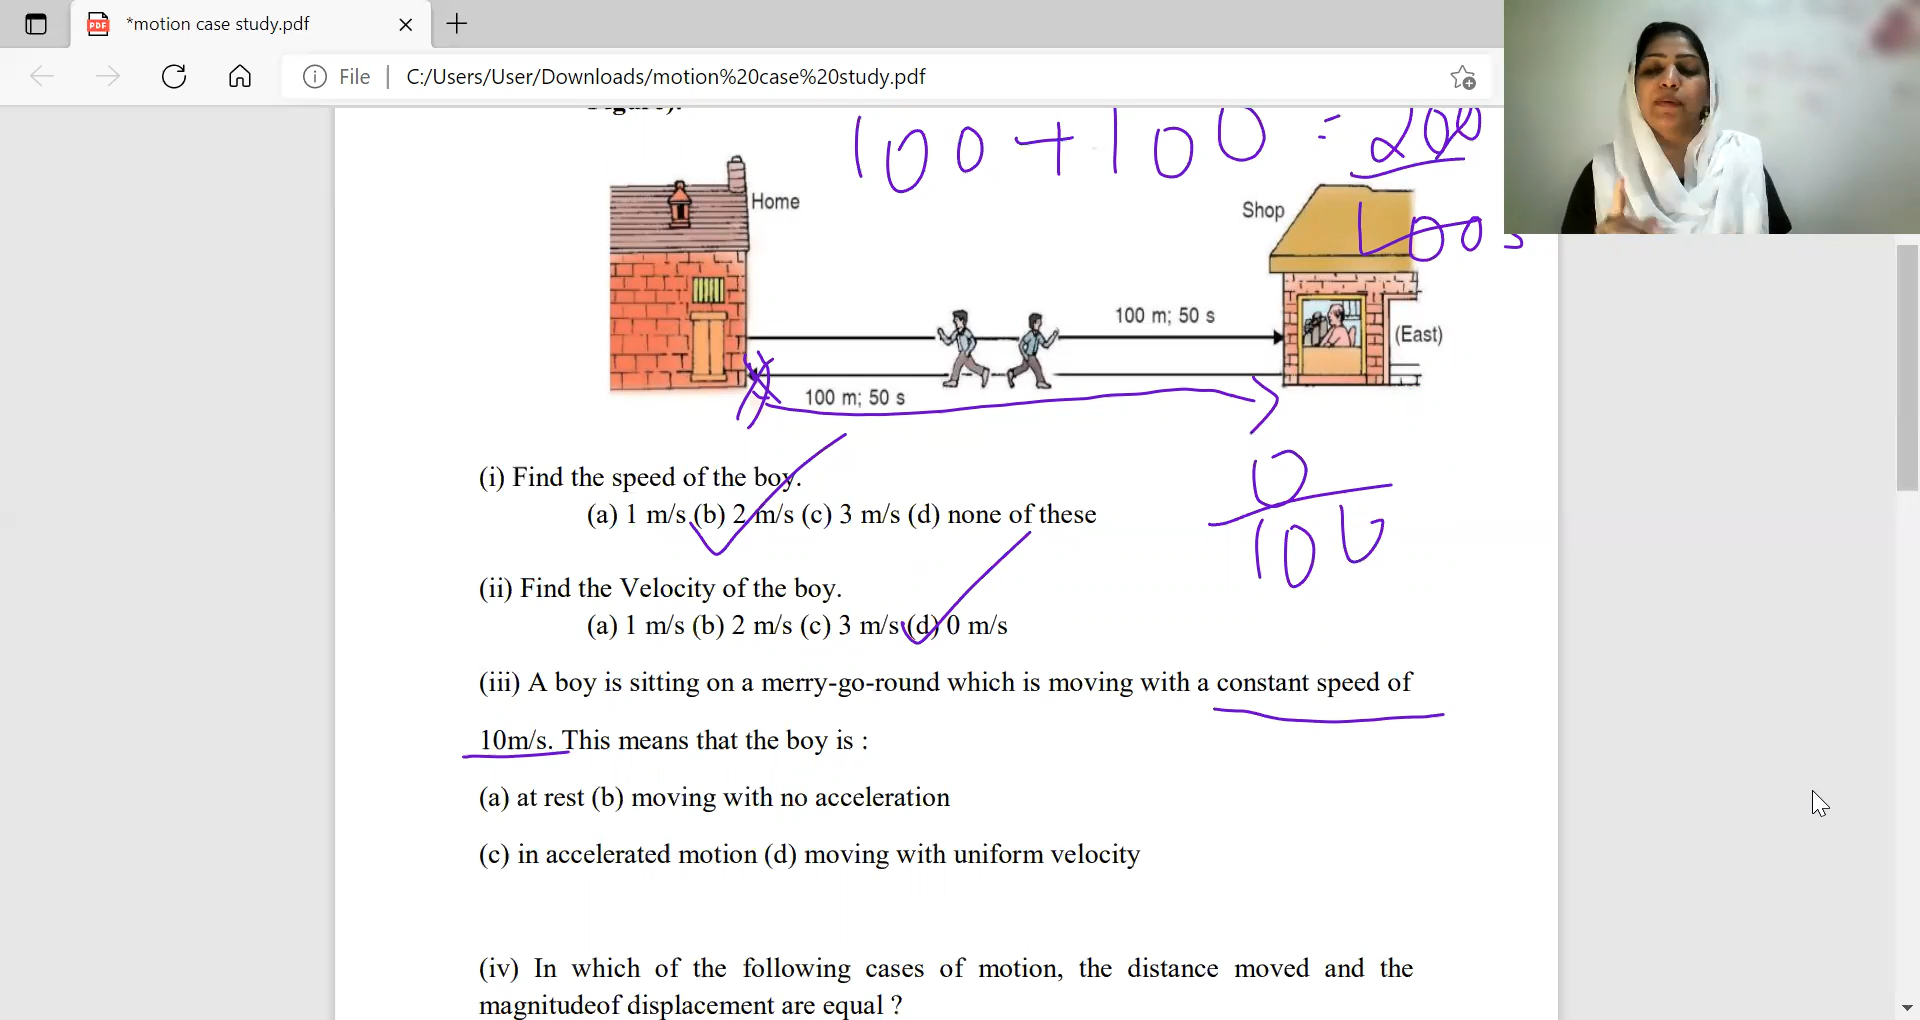 *motion case study.pdf
File C:/Users/User/Downloads/motion%20case%20study.pdf
100 + 100 = 200
Home
Shop
100 s
100 m; 50 s
(East)
100 m; 50 s
(i) Find the speed of the boy.
(a) 1 m/s (b) 2 m/s (c) 3 m/s (d) none of these
0
100
(ii) Find the Velocity of the boy.
(a) 1 m/s (b) 2 m/s (c) 3 m/s (d) 0 m/s
(iii) A boy is sitting on a merry-go-round which is moving with a constant speed of
10m/s. This means that the boy is :
(a) at rest (b) moving with no acceleration
(c) in accelerated motion (d) moving with uniform velocity
(iv) In which of the following cases of motion, the distance moved and the
magnitudeof displacement are equal ?